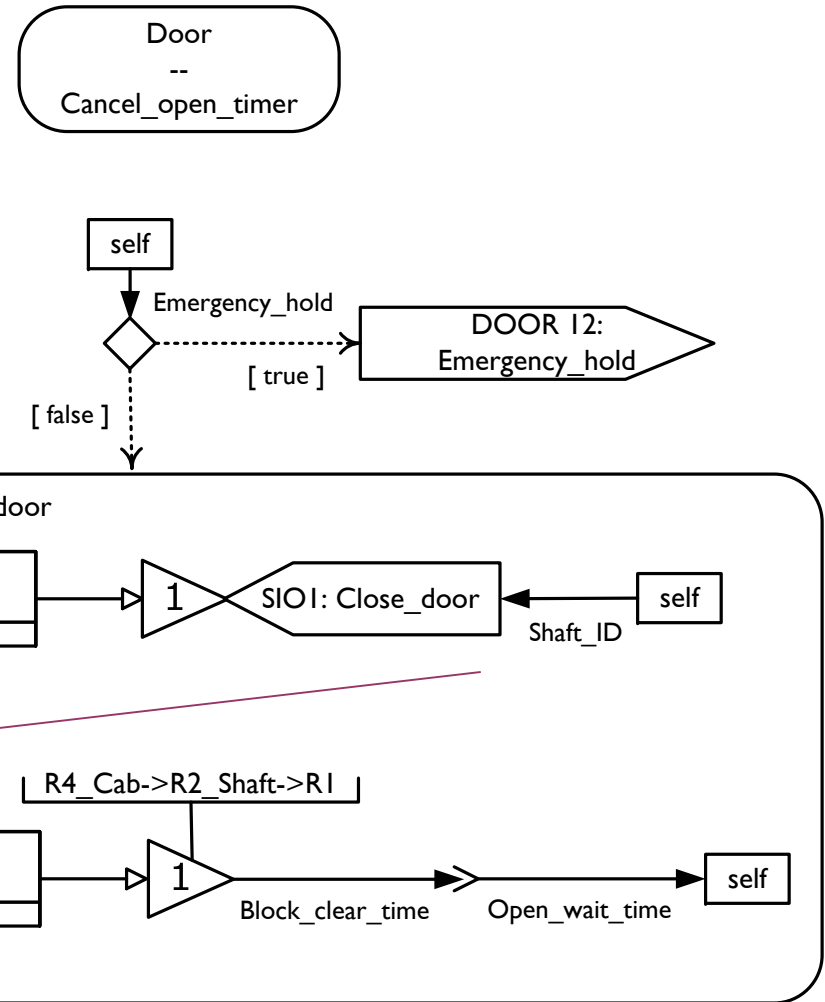 Door
--
Cancel_open_timer
self
Emergency_hold
DOOR 12:
Emergency_hold
[ true ]
[ false ]
door
1
SIO1: Close_door
self
Shaft_ID
R4_Cab->R2_Shaft->R1
1
self
Block_clear_time
Open_wait_time